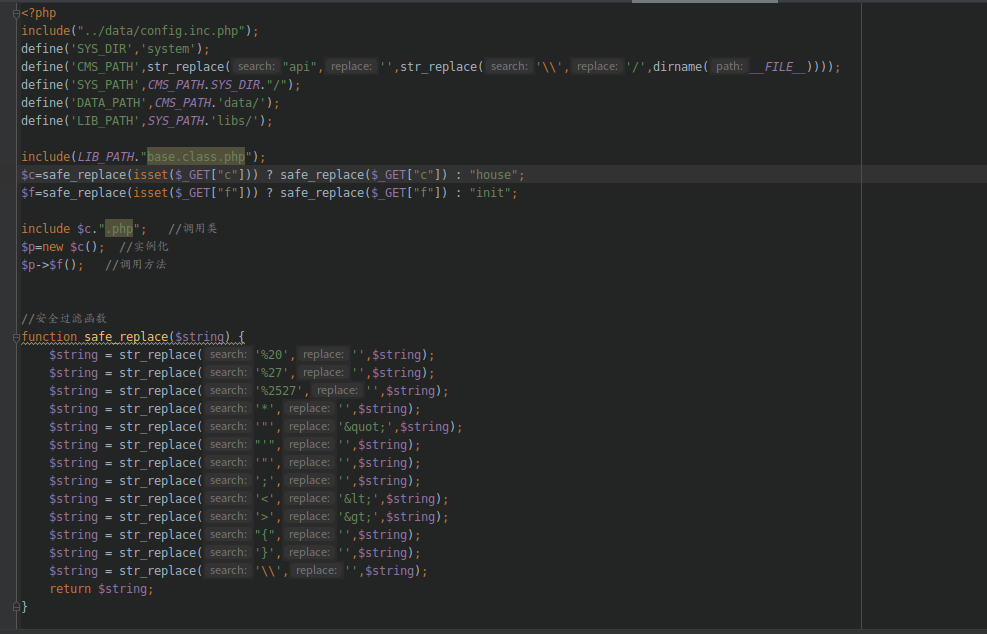 <?php
include("../data/config.inc.php");
define('SYS_DIR','system');
define('CMS_PATH',str_replace( search: "api", replace: '',str_replace( search: '\\', replace: '/',dirname( path: __FILE__))));
define('SYS_PATH',CMS_PATH.SYS_DIR."/");
define('DATA_PATH',CMS_PATH.'data/');
define('LIB_PATH',SYS_PATH.'libs/');
include(LIB_PATH."base.class.php");
$c=safe_replace(isset($_GET["c"])) ? safe_replace($_GET["c"]) : "house";
$f=safe_replace(isset($_GET["f"])) ? safe_replace($_GET["f"]) : "init";
include $c.".php"; //调用类
$p=new $c(); //实例化
$p->$f(); //调用方法
//安全过滤函数
function safe_replace($string) {
$string = str_replace( search: '%20', replace: '',$string);
$string = str_replace( search: '%27', replace: '',$string);
$string = str_replace( search: '%2527', replace: '',$string);
$string = str_replace( search: '*', replace: '',$string);
$string = str_replace( search: '"', replace: '&quot;',$string);
$string = str_replace( search: "'", replace: '',$string);
$string = str_replace( search: '"', replace: '',$string);
$string = str_replace( search: ';', replace: '',$string);
$string = str_replace( search: '<', replace: '&lt;',$string);
$string = str_replace( search: '>', replace: '&gt;',$string);
$string = str_replace( search: "{", replace: '',$string);
$string = str_replace( search: '}', replace: '',$string);
$string = str_replace( search: '\\', replace: '',$string);
return $string;
}